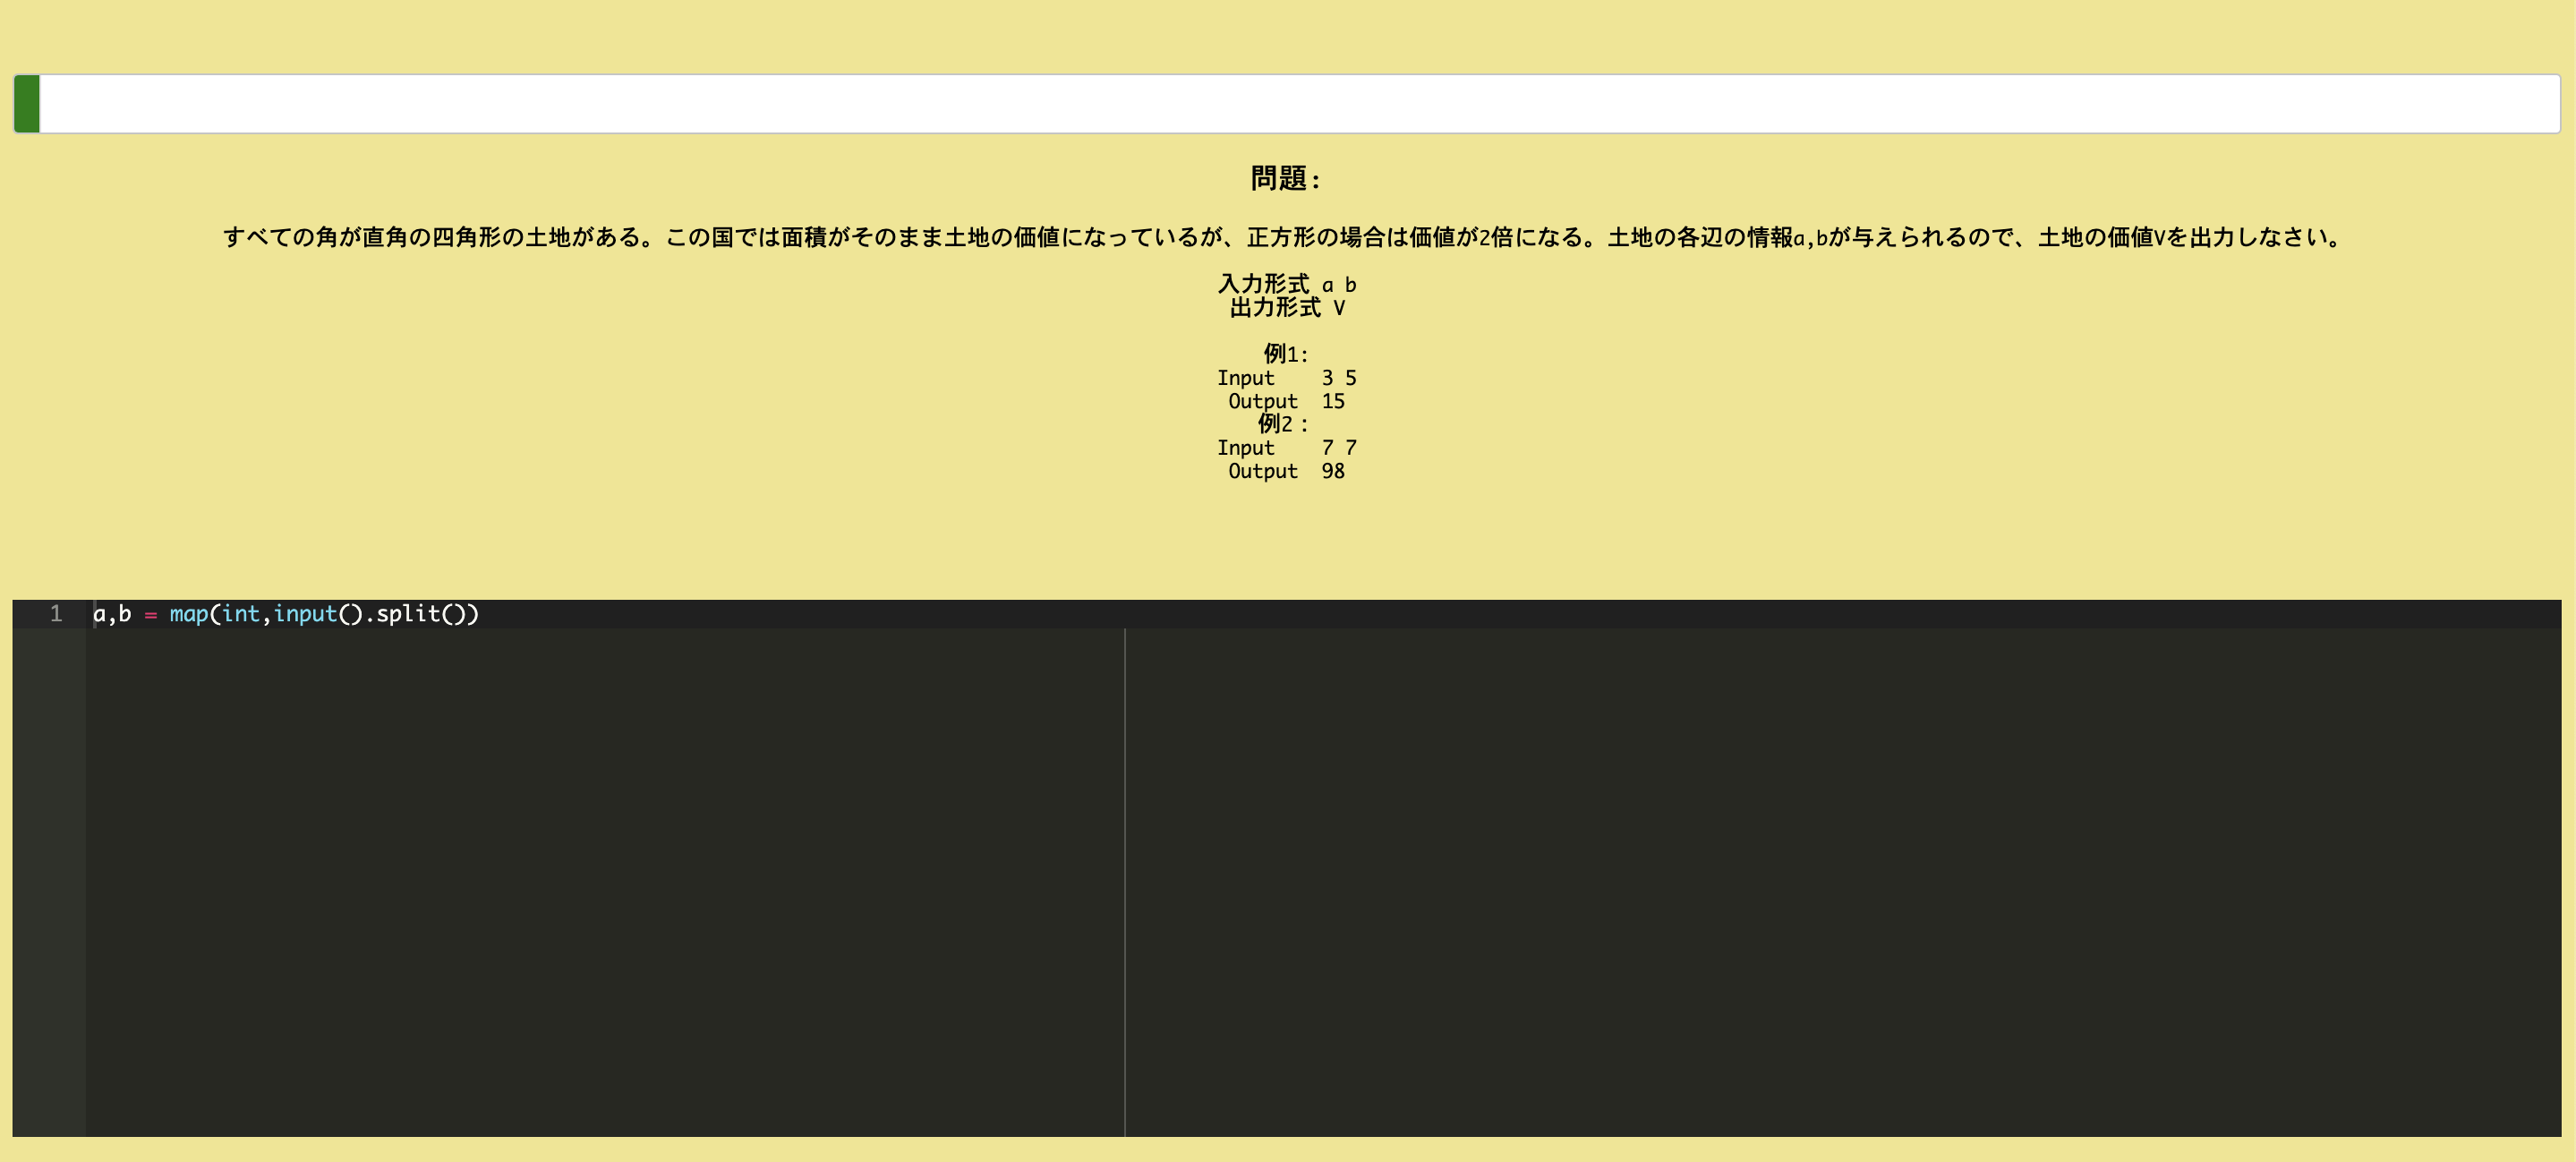 問題:
すべての角が直角の四角形の土地がある。この国では面積がそのまま土地の価値になっているが、正方形の場合は価値が2倍になる。土地の各辺の情報a,bが与えられるので、土地の価値Vを出力しなさい。
入力形式 a b
出力形式 V
例1:
Input    3 5
Output  15
例2：
Input    7 7
Output  98
1 a,b = map(int,input().split())